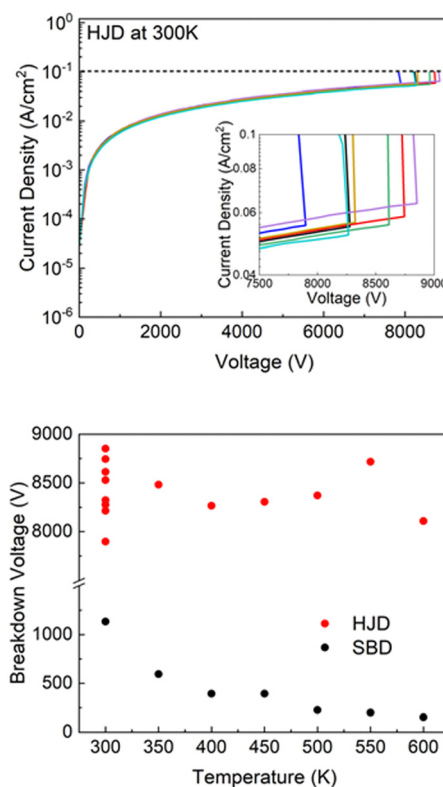 HJD at 300K
10⁰
10⁻¹
10⁻²
10⁻³
10⁻⁴
10⁻⁵
10⁻⁶
Current Density (A/cm²)
0 2000 4000 6000 8000
Voltage (V)
0.1
0.08
0.06
0.04
Current Density (A/cm²)
7500 8000 8500 9000
Voltage (V)
9000
8500
8000
1000
500
0
Breakdown Voltage (V)
HJD
SBD
300 350 400 450 500 550 600
Temperature (K)